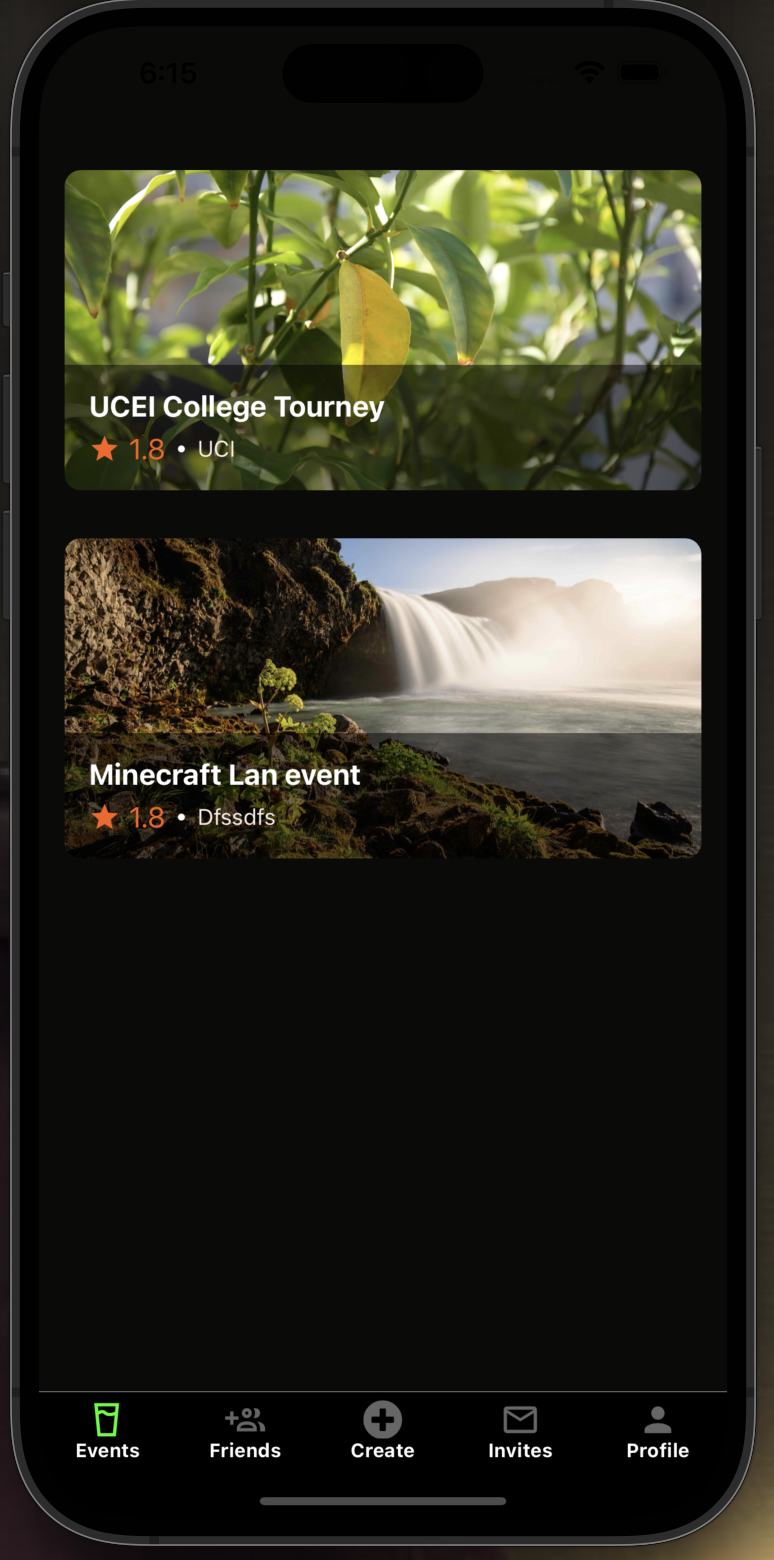 6:15
UCEI College Tourney
1.8 • UCI
Minecraft Lan event
1.8 • Dfssdfs
Events Friends Create Invites Profile